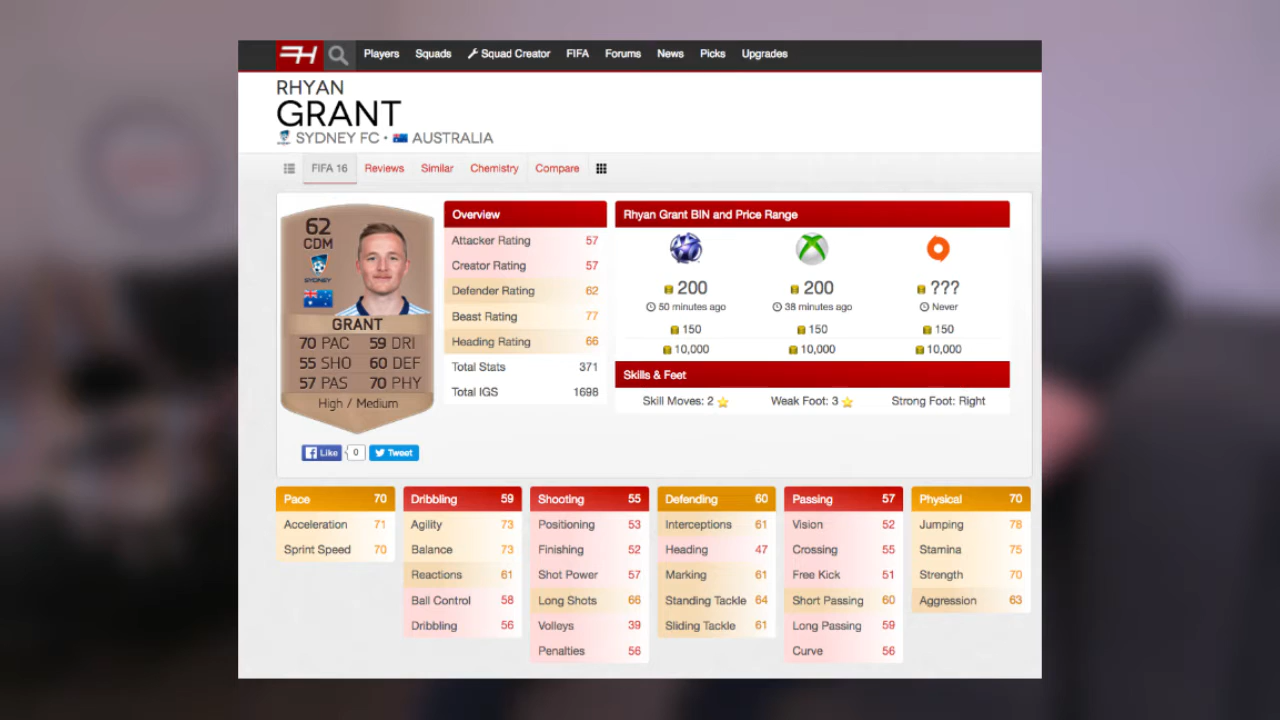 Players Squads Squad Creator FIFA Forums News Picks Upgrades
RHYAN
GRANT
SYDNEY FC • AUSTRALIA
FIFA 16 Reviews Similar Chemistry Compare
62
CDM
SYDNEY
GRANT
70 PAC 59 DRI
55 SHO 60 DEF
57 PAS 70 PHY
High / Medium
Like 0 Tweet
Overview
Attacker Rating 57
Creator Rating 57
Defender Rating 62
Beast Rating 77
Heading Rating 66
Total Stats 371
Total IGS 1698
Rhyan Grant BIN and Price Range
200 200 ???
50 minutes ago 38 minutes ago Never
150 150 150
10,000 10,000 10,000
Skills & Feet
Skill Moves: 2 Weak Foot: 3 Strong Foot: Right
Pace 70
Acceleration 71
Sprint Speed 70
Dribbling 59
Agility 73
Balance 73
Reactions 61
Ball Control 58
Dribbling 56
Shooting 55
Positioning 53
Finishing 52
Shot Power 57
Long Shots 66
Volleys 39
Penalties 56
Defending 60
Interceptions 61
Heading 47
Marking 61
Standing Tackle 64
Sliding Tackle 61
Passing 57
Vision 52
Crossing 55
Free Kick 51
Short Passing 60
Long Passing 59
Curve 56
Physical 70
Jumping 78
Stamina 75
Strength 70
Aggression 63